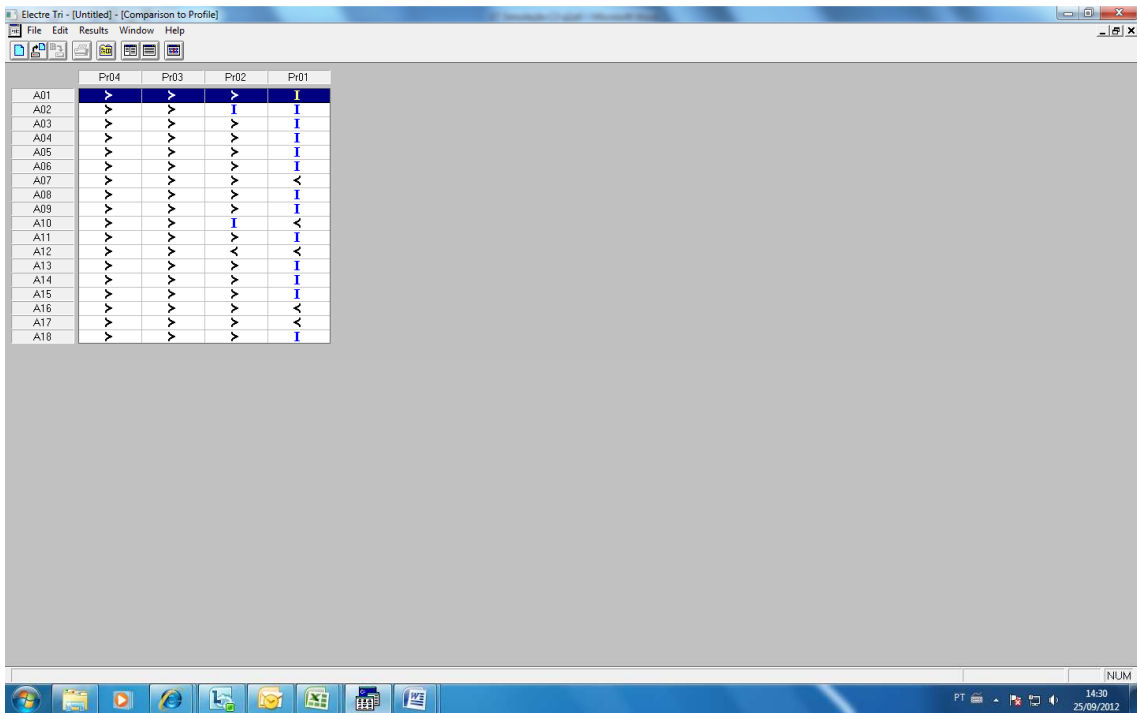 Electre Tri - [Untitled] - [Comparison to Profile]
File Edit Results Window Help
Pr04 Pr03 Pr02 Pr01
A01 > > > I
A02 > > I I
A03 > > > I
A04 > > > I
A05 > > > I
A06 > > > I
A07 > > > <
A08 > > > I
A09 > > > I
A10 > > I <
A11 > > > I
A12 > > < <
A13 > > > I
A14 > > > I
A15 > > > I
A16 > > > <
A17 > > > <
A18 > > > I
NUM
PT
14:30
25/09/2012